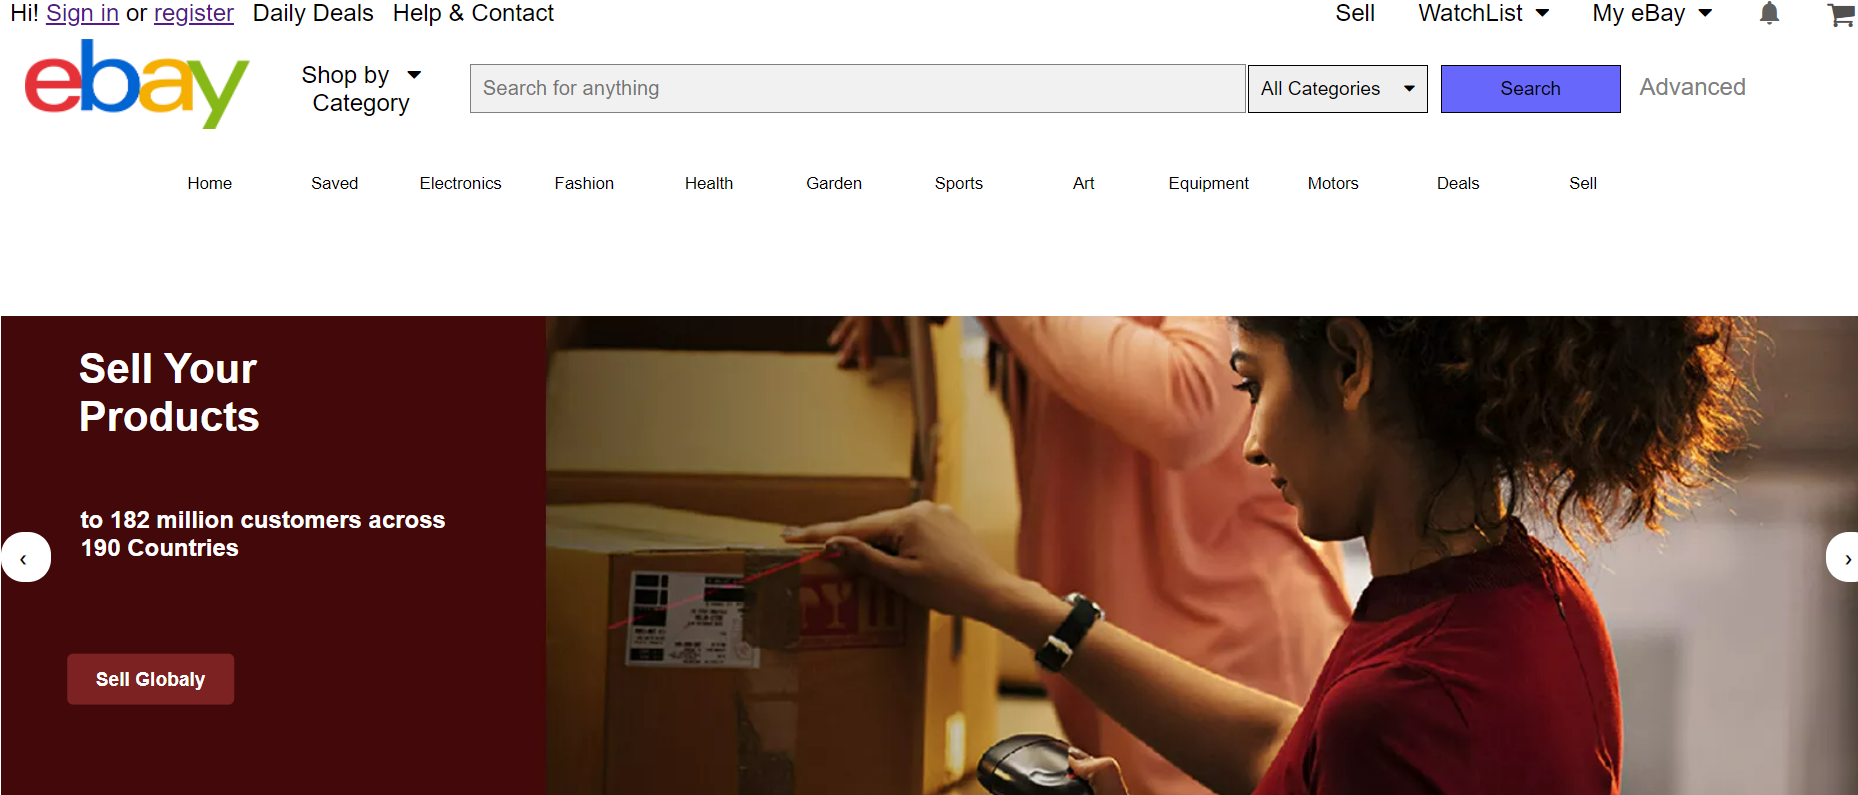 Hi! Sign in or register Daily Deals Help & Contact Sell WatchList My eBay
ebay
Shop by
Category
Search for anything
All Categories
Search
Advanced
Home Saved Electronics Fashion Health Garden Sports Art Equipment Motors Deals Sell
Sell Your
Products
to 182 million customers across
190 Countries
‹
›
Sell Globaly